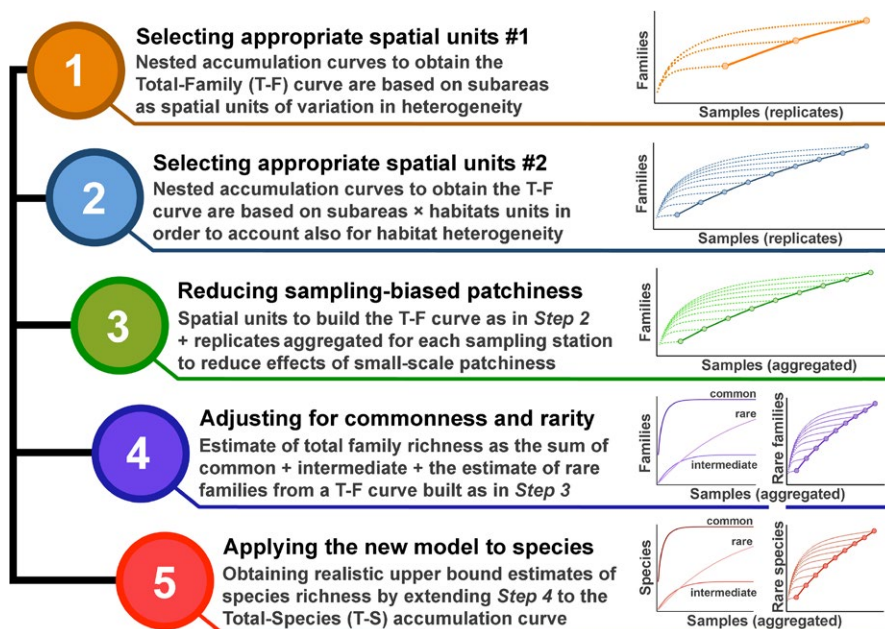 1
Selecting appropriate spatial units #1
Nested accumulation curves to obtain the
Total-Family (T-F) curve are based on subareas
as spatial units of variation in heterogeneity
Families
Samples (replicates)
2
Selecting appropriate spatial units #2
Nested accumulation curves to obtain the T-F
curve are based on subareas × habitats units in
order to account also for habitat heterogeneity
Families
Samples (replicates)
3
Reducing sampling-biased patchiness
Spatial units to build the T-F curve as in Step 2
+ replicates aggregated for each sampling station
to reduce effects of small-scale patchiness
Families
Samples (aggregated)
4
Adjusting for commonness and rarity
Estimate of total family richness as the sum of
common + intermediate + the estimate of rare
families from a T-F curve built as in Step 3
Families
common
rare
intermediate
Rare families
Samples (aggregated)
5
Applying the new model to species
Obtaining realistic upper bound estimates of
species richness by extending Step 4 to the
Total-Species (T-S) accumulation curve
Species
common
rare
intermediate
Rare species
Samples (aggregated)